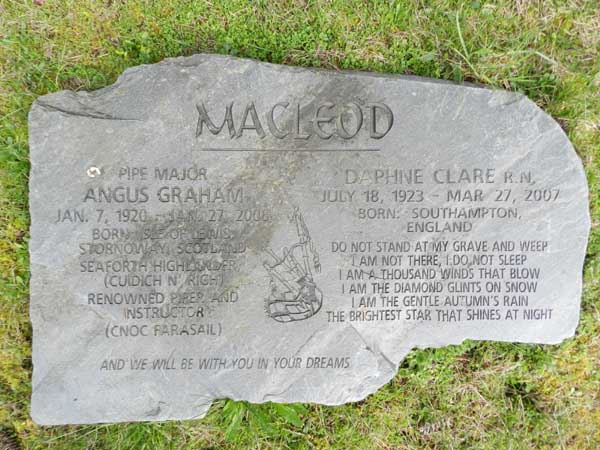 MACLEOD
PIPE MAJOR
ANGUS GRAHAM
JAN. 7, 1920 - JAN. 27, 2008
BORN: ISLE OF LEWIS,
STORNOWAY, SCOTLAND
SEAFORTH HIGHLANDER,
(CUIDICH N' RIGH)
RENOWNED PIPER AND
INSTRUCTOR
(CNOC FARASAIL)
DAPHNE CLARE R.N.
JULY 18, 1923 - MAR 27, 2007
BORN: SOUTHAMPTON,
ENGLAND
DO NOT STAND AT MY GRAVE AND WEEP
I AM NOT THERE, I DO NOT SLEEP
I AM A THOUSAND WINDS THAT BLOW
I AM THE DIAMOND GLINTS ON SNOW
I AM THE GENTLE AUTUMN'S RAIN
THE BRIGHTEST STAR THAT SHINES AT NIGHT
AND WE WILL BE WITH YOU IN YOUR DREAMS